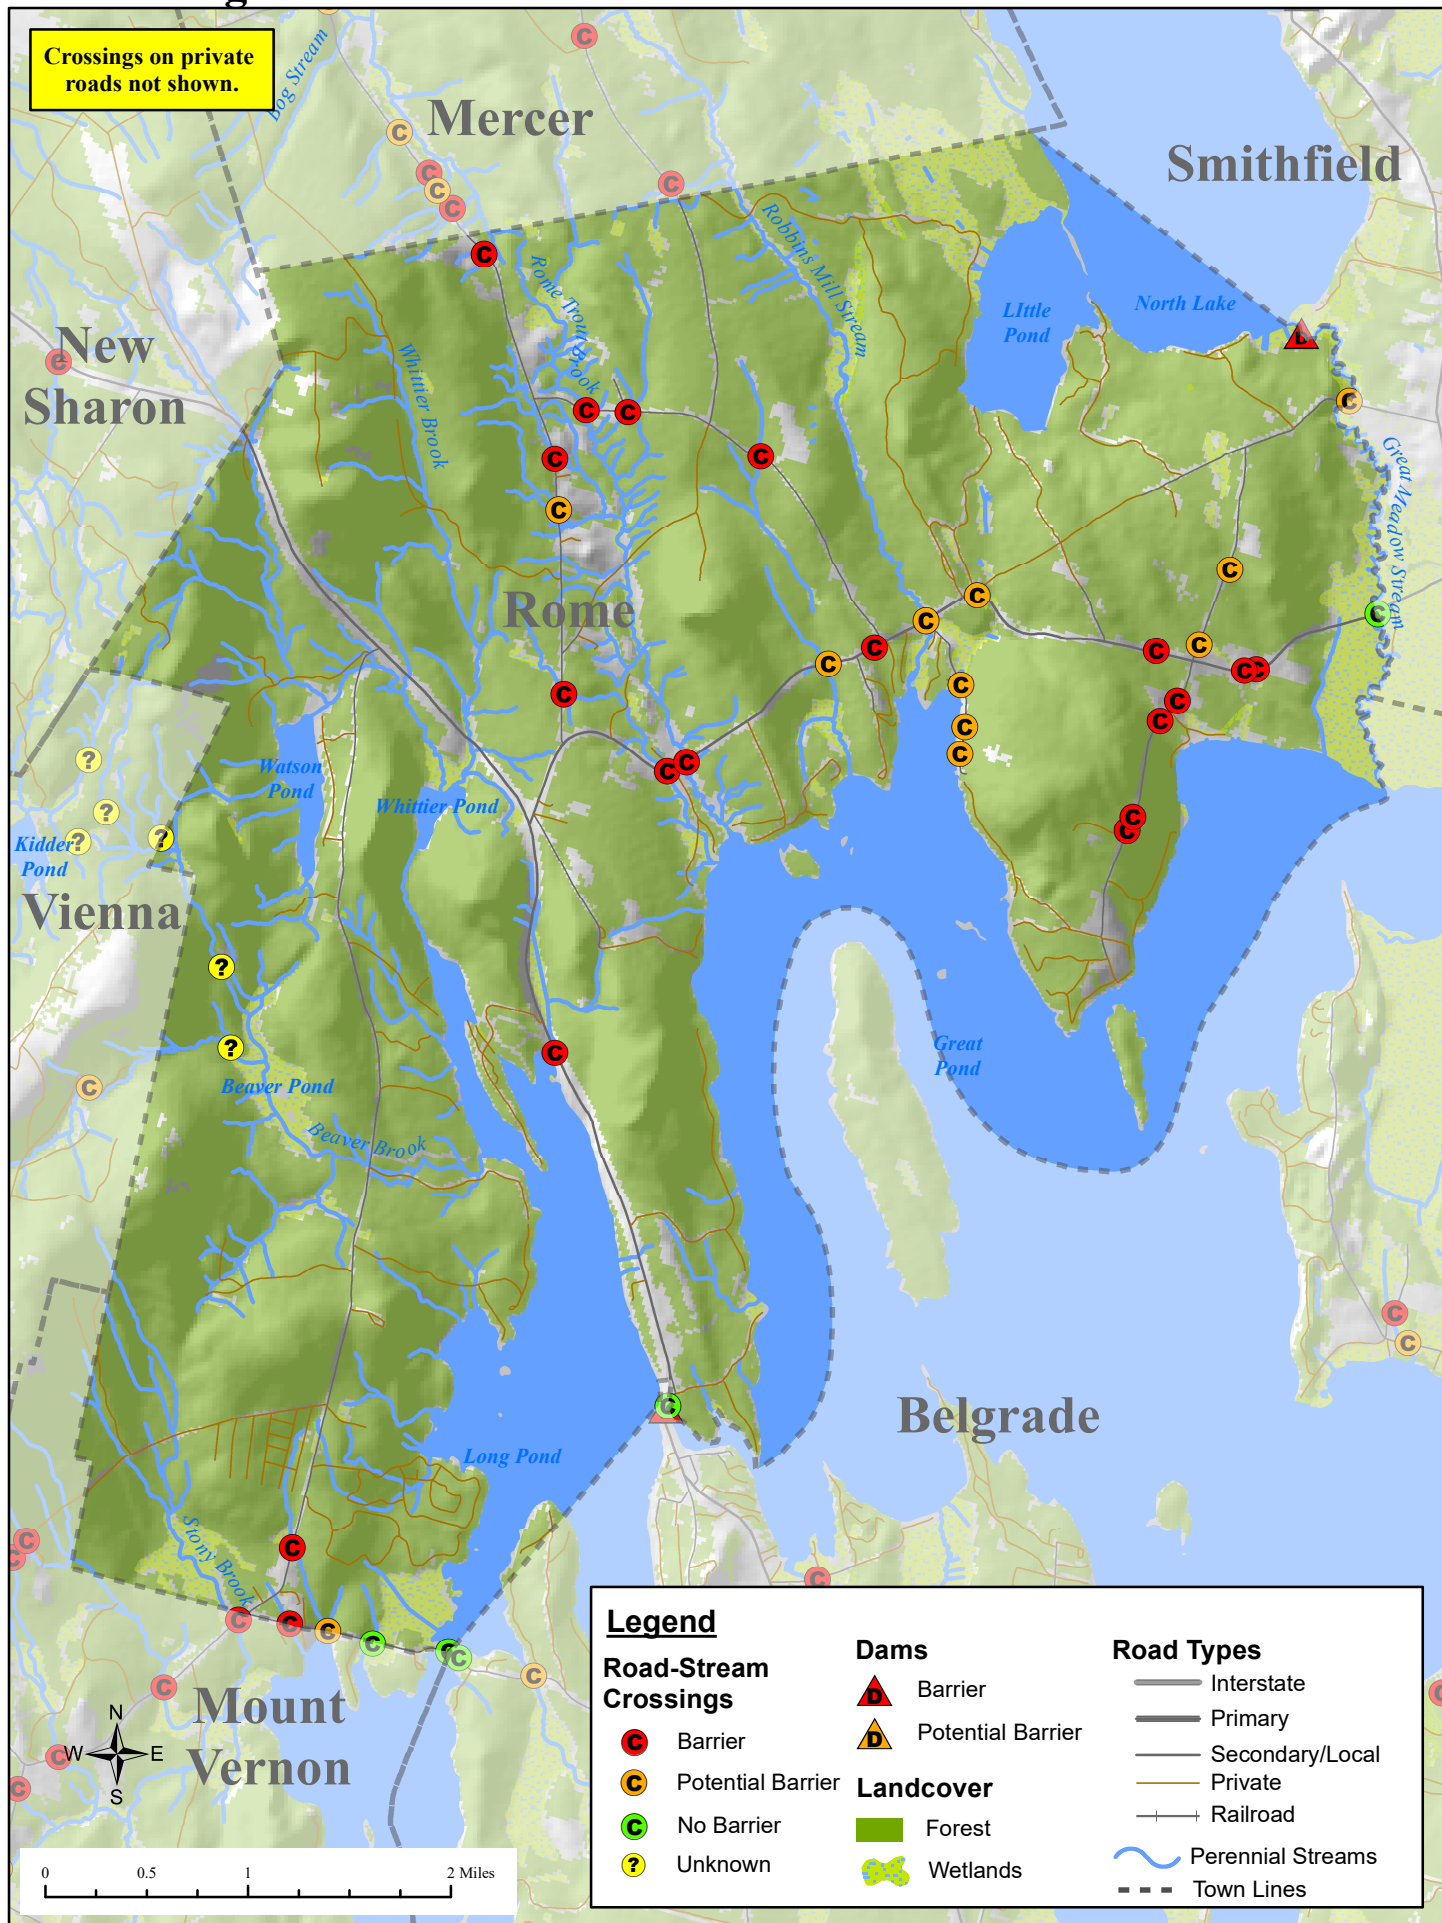 Crossings on private
roads not shown.
Bog Stream
Mercer
Smithfield
Robbins Mill Stream
Rome Trout Brook
LIttle
Pond
North Lake
New
Sharon
Whittier Brook
Great Meadow Stream
Rome
Watson
Pond
Whittier Pond
Kidder
Pond
Vienna
Great
Pond
Beaver Pond
Beaver Brook
Belgrade
Long Pond
Stony Brook
Mount
Vernon
N
W
E
S
0
0.5
1
2 Miles
Legend
Road-Stream
Crossings
C Barrier
C Potential Barrier
C No Barrier
? Unknown
Dams
D Barrier
D Potential Barrier
Landcover
Forest
Wetlands
Road Types
Interstate
Primary
Secondary/Local
Private
Railroad
Perennial Streams
Town Lines